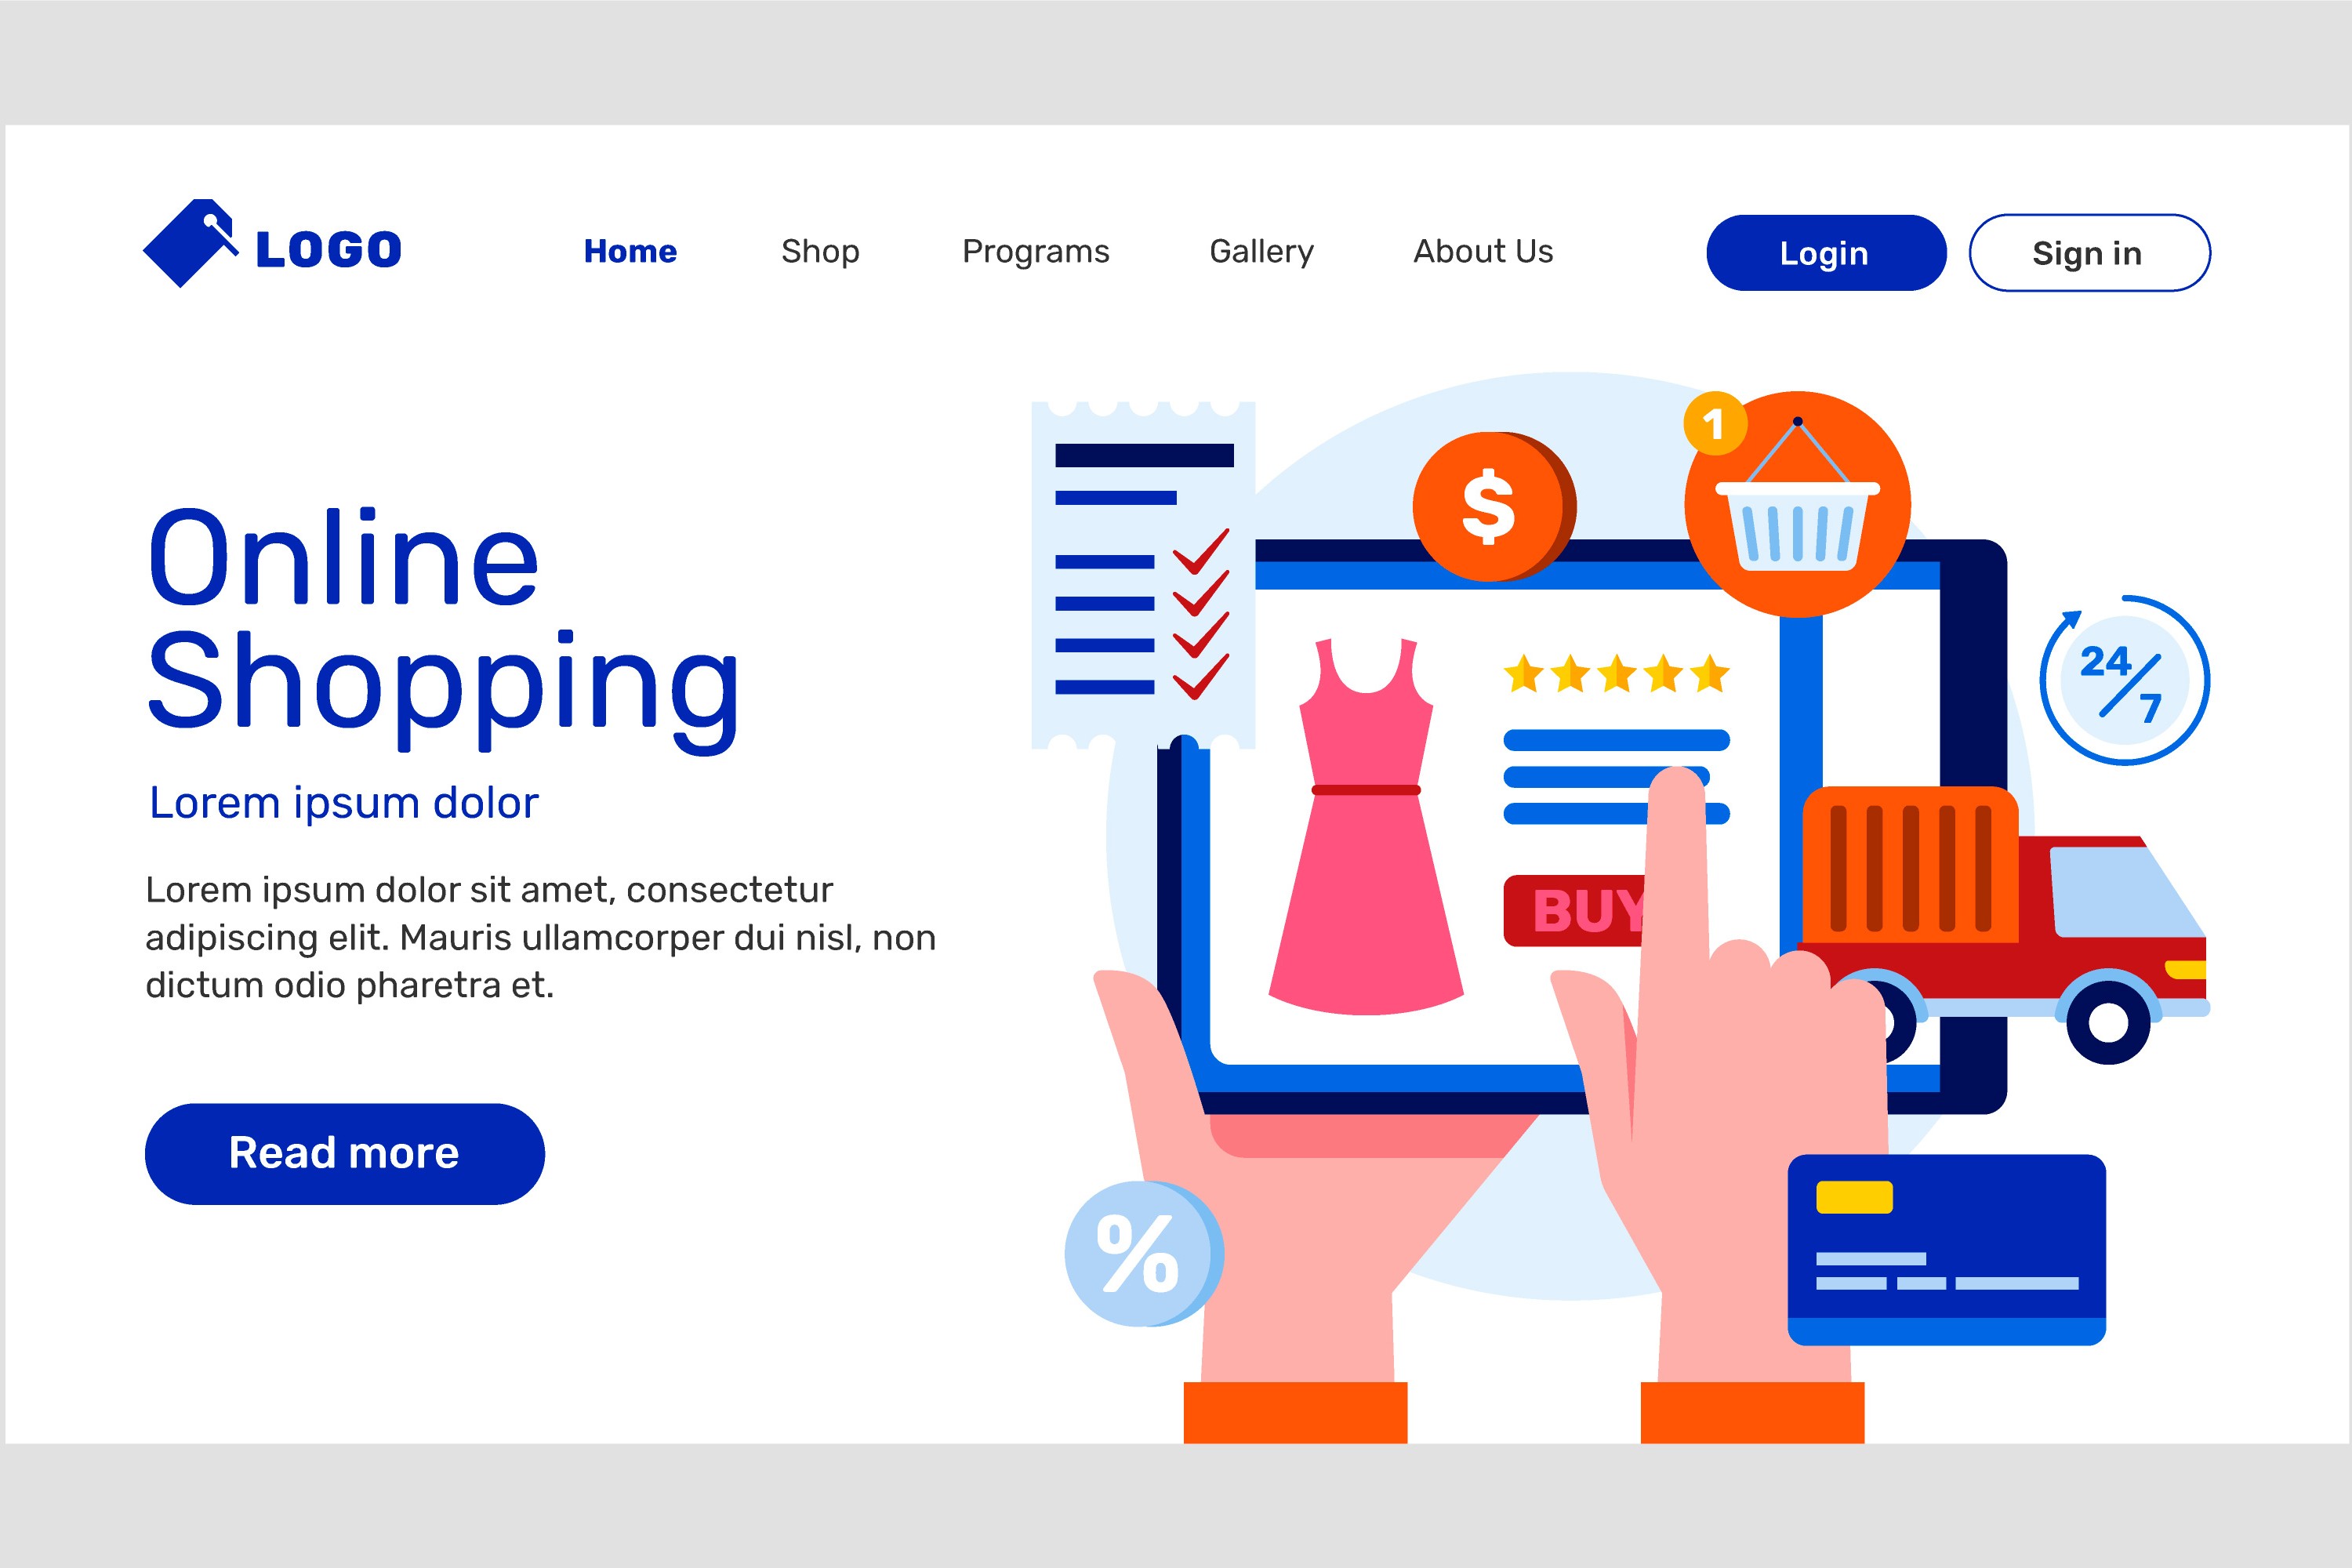 LOGO
Home
Shop
Programs
Gallery
About Us
Login
Sign in
Online
Shopping
Lorem ipsum dolor
Lorem ipsum dolor sit amet, consectetur
adipiscing elit. Mauris ullamcorper dui nisl, non
dictum odio pharetra et.
Read more
$
1
24/7
BUY
%